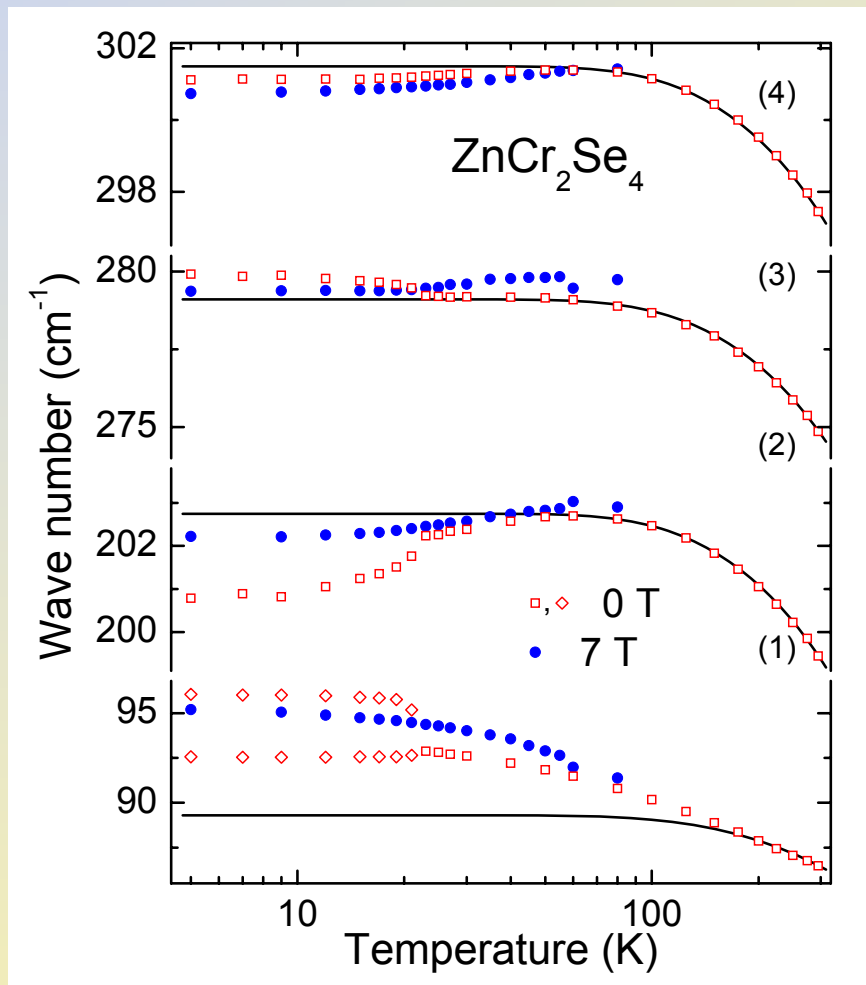 302
(4)
ZnCr₂Se₄
298
280
(3)
275
(2)
Wave number (cm⁻¹)
202
200
□,◇ 0 T
● 7 T
(1)
95
90
10
100
Temperature (K)